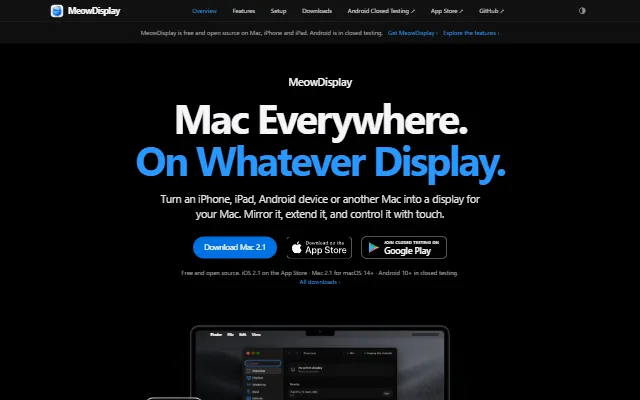 MeowDisplay
Overview
Features
Setup
Downloads
Android Closed Testing ↗
App Store ↗
GitHub ↗
MeowDisplay is free and open source on Mac, iPhone and iPad. Android is in closed testing. Get MeowDisplay › Explore the features ›
MeowDisplay
Mac Everywhere.
On Whatever Display.
Turn an iPhone, iPad, Android device or another Mac into a display for
your Mac. Mirror it, extend it, and control it with touch.
Download Mac 2.1
Download on the
App Store
JOIN CLOSED TESTING ON
Google Play
Free and open source. iOS 2.1 on the App Store · Mac 2.1 for macOS 14+ · Android 10+ in closed testing.
All downloads ›
Finder File Edit View